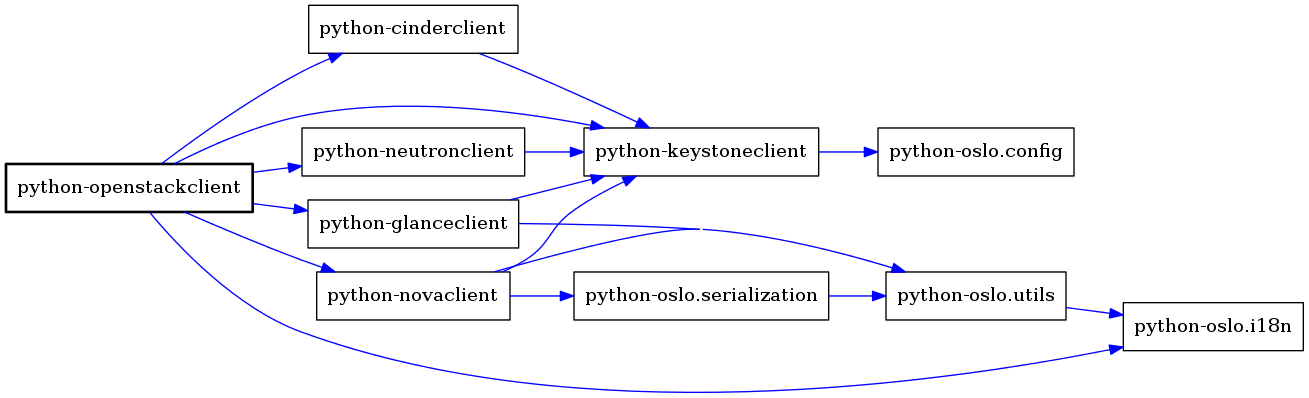 python-cinderclient
python-neutronclient
python-keystoneclient
python-oslo.config
python-openstackclient
python-glanceclient
python-novaclient
python-oslo.serialization
python-oslo.utils
python-oslo.i18n